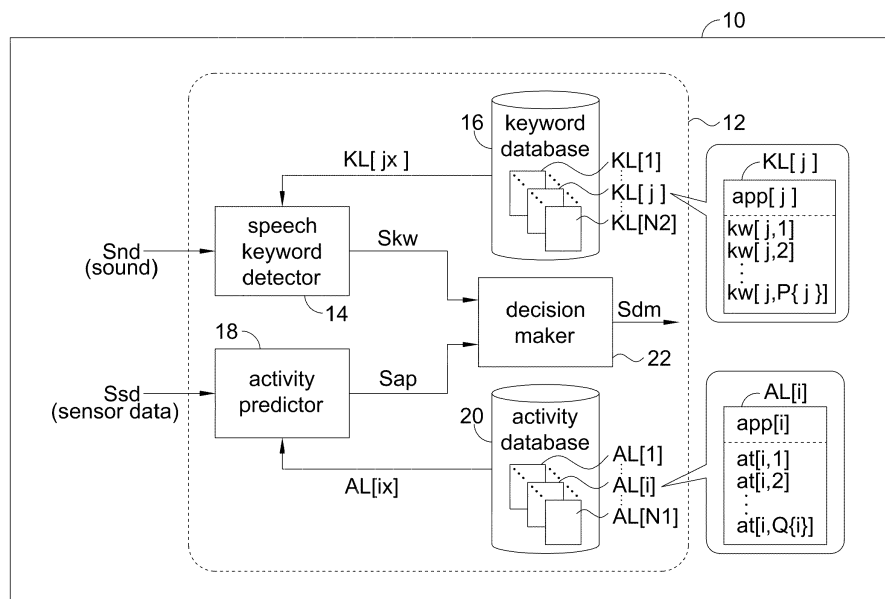 10
12
16
keyword
database
KL[1]
KL[ j ]
KL[N2]
KL[ jx ]
KL[ j ]
app[ j ]
kw[ j,1]
kw[ j,2]
kw[ j,P{ j }]
Snd
(sound)
speech
keyword
detector
14
Skw
decision
maker
22
Sdm
18
activity
predictor
Sap
Ssd
(sensor data)
20
activity
database
AL[1]
AL[i]
AL[N1]
AL[ix]
AL[i]
app[i]
at[i,1]
at[i,2]
at[i,Q{i}]